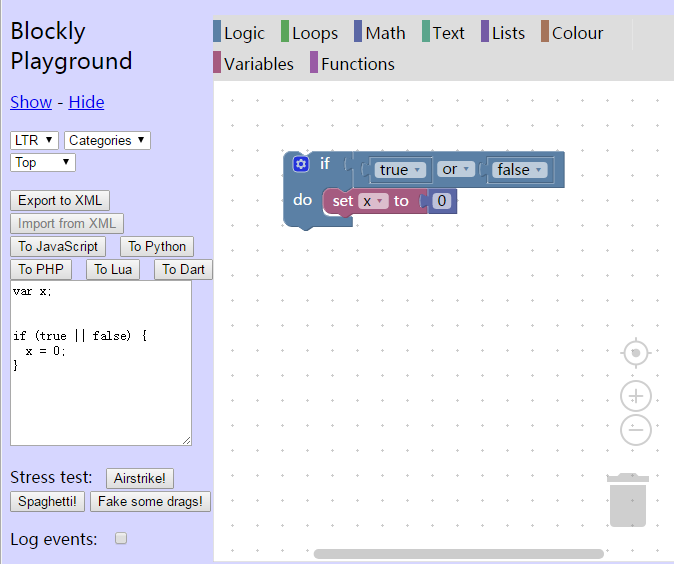 Blockly
Playground
Show - Hide
LTR Categories
Top
Export to XML
Import from XML
To JavaScript To Python
To PHP To Lua To Dart
var x;
if (true || false) {
  x = 0;
}
Stress test: Airstrike!
Spaghetti! Fake some drags!
Log events:
Logic Loops Math Text Lists Colour
Variables Functions
if true or false
do set x to 0